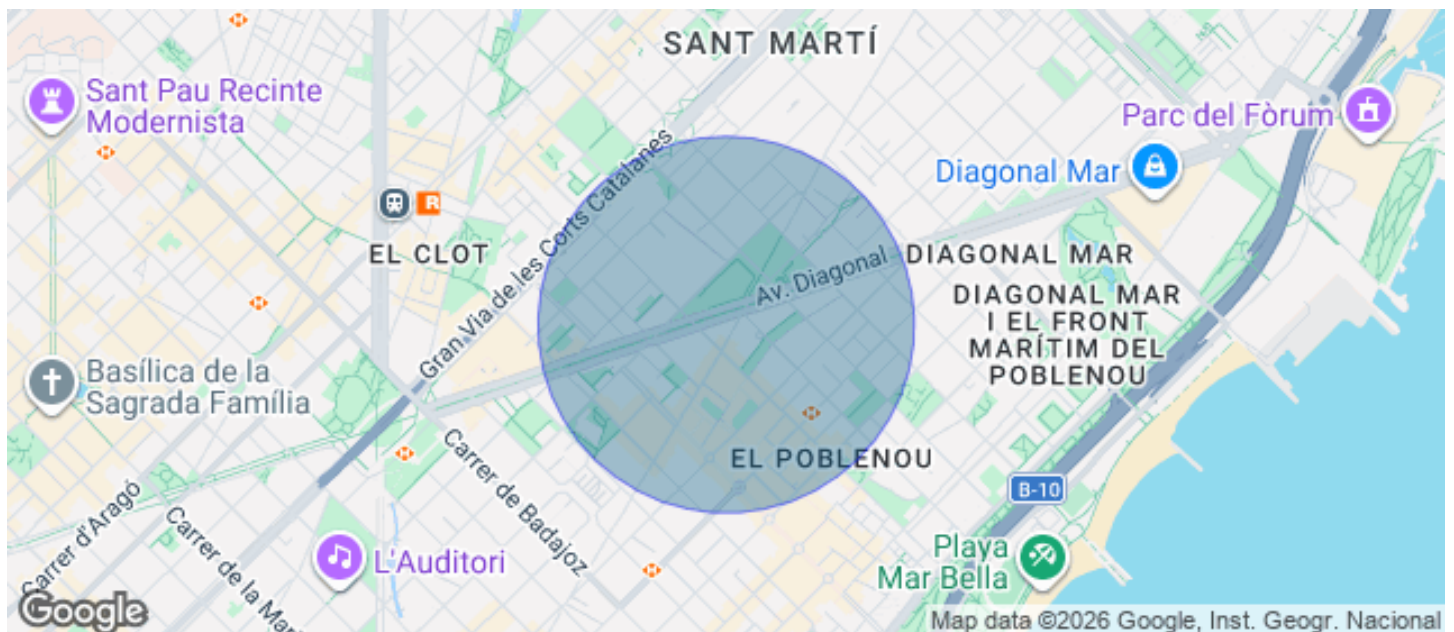 SANT MARTÍ
Sant Pau Recinte
Modernista
Parc del Fòrum
Diagonal Mar
R
EL CLOT
Gran Via de les Corts Catalanes
Av. Diagonal
DIAGONAL MAR
DIAGONAL MAR
I EL FRONT
MARÍTIM DEL
POBLENOU
Basílica de la
Sagrada Família
EL POBLENOU
B-10
Carrer de Badajoz
Carrer d'Aragó
Carrer de la Mari
L'Auditori
Playa
Mar Bella
Google
Map data ©2026 Google, Inst. Geogr. Nacional